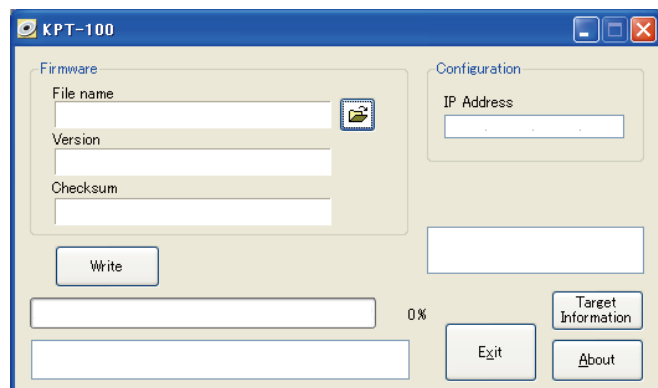 KPT-100
Firmware
File name
Version
Checksum
Configuration
IP Address
. . .
Write
0%
Target
Information
Exit
About